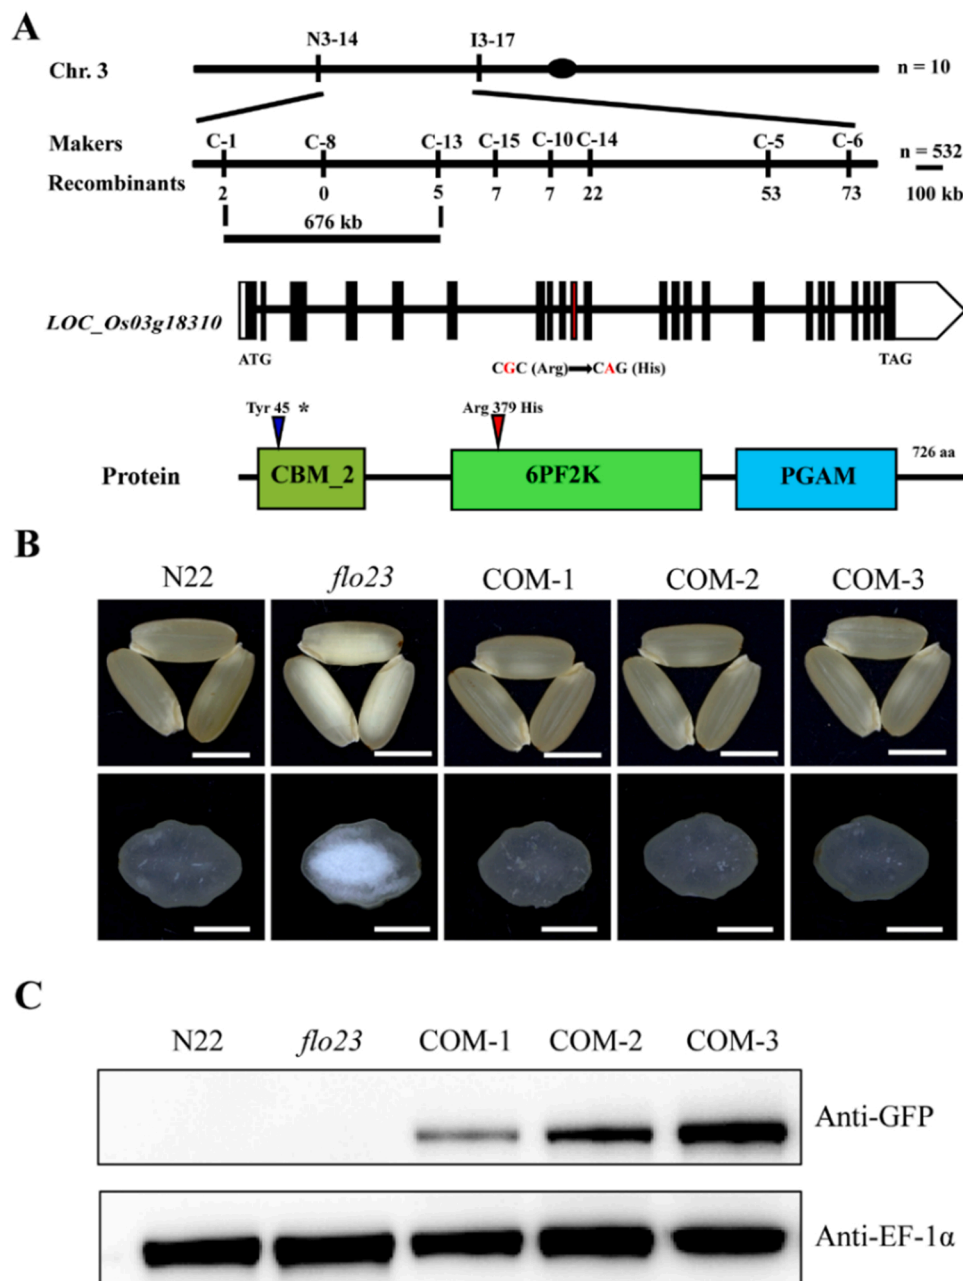 A
N3-14 I3-17
Chr. 3 n = 10
Makers C-1 C-8 C-13 C-15 C-10 C-14 C-5 C-6 n = 532
Recombinants 2 0 5 7 7 22 53 73 100 kb
676 kb
LOC_Os03g18310
ATG TAG
CGC (Arg) CAG (His)
Tyr 45 * Arg 379 His
Protein CBM_2 6PF2K PGAM 726 aa
B
N22 flo23 COM-1 COM-2 COM-3
C
N22 flo23 COM-1 COM-2 COM-3
Anti-GFP
Anti-EF-1α